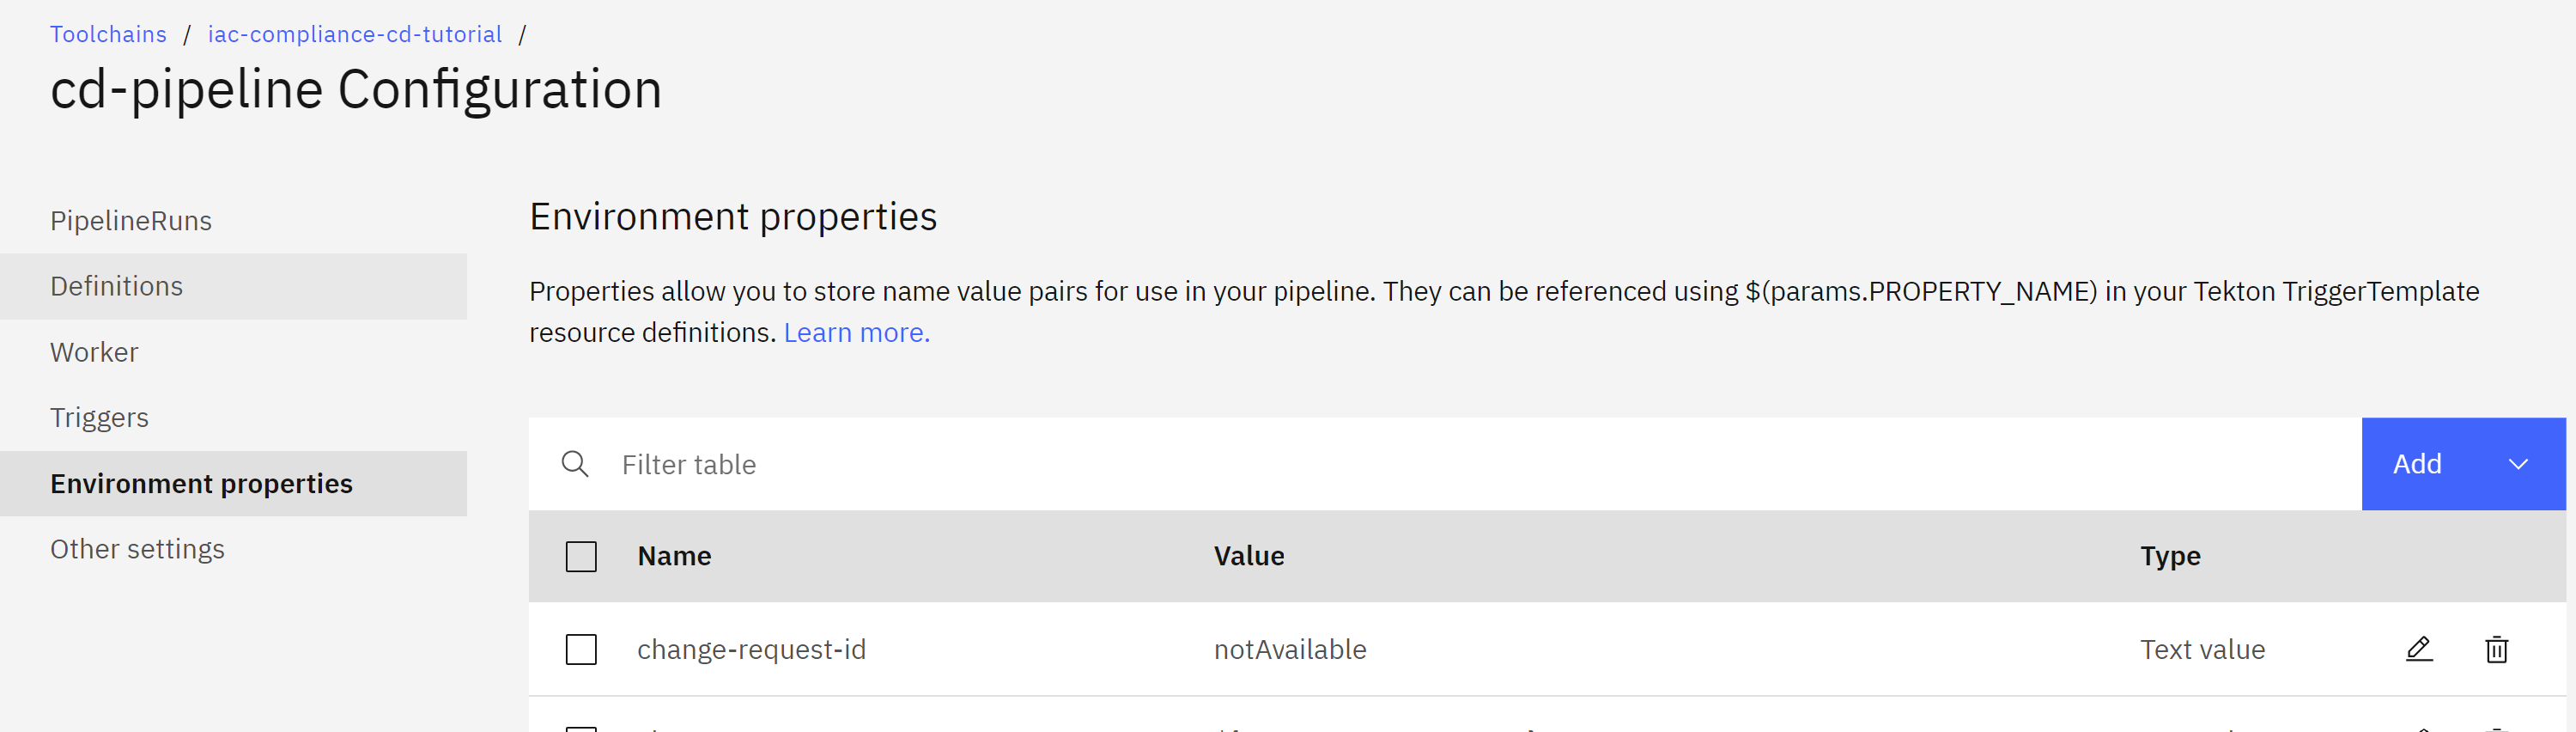 Toolchains / iac-compliance-cd-tutorial /
cd-pipeline Configuration
PipelineRuns
Definitions
Worker
Triggers
Environment properties
Other settings
Environment properties
Properties allow you to store name value pairs for use in your pipeline. They can be referenced using $(params.PROPERTY_NAME) in your Tekton TriggerTemplate
resource definitions. Learn more.
Filter table
Add
Name Value Type
change-request-id notAvailable Text value